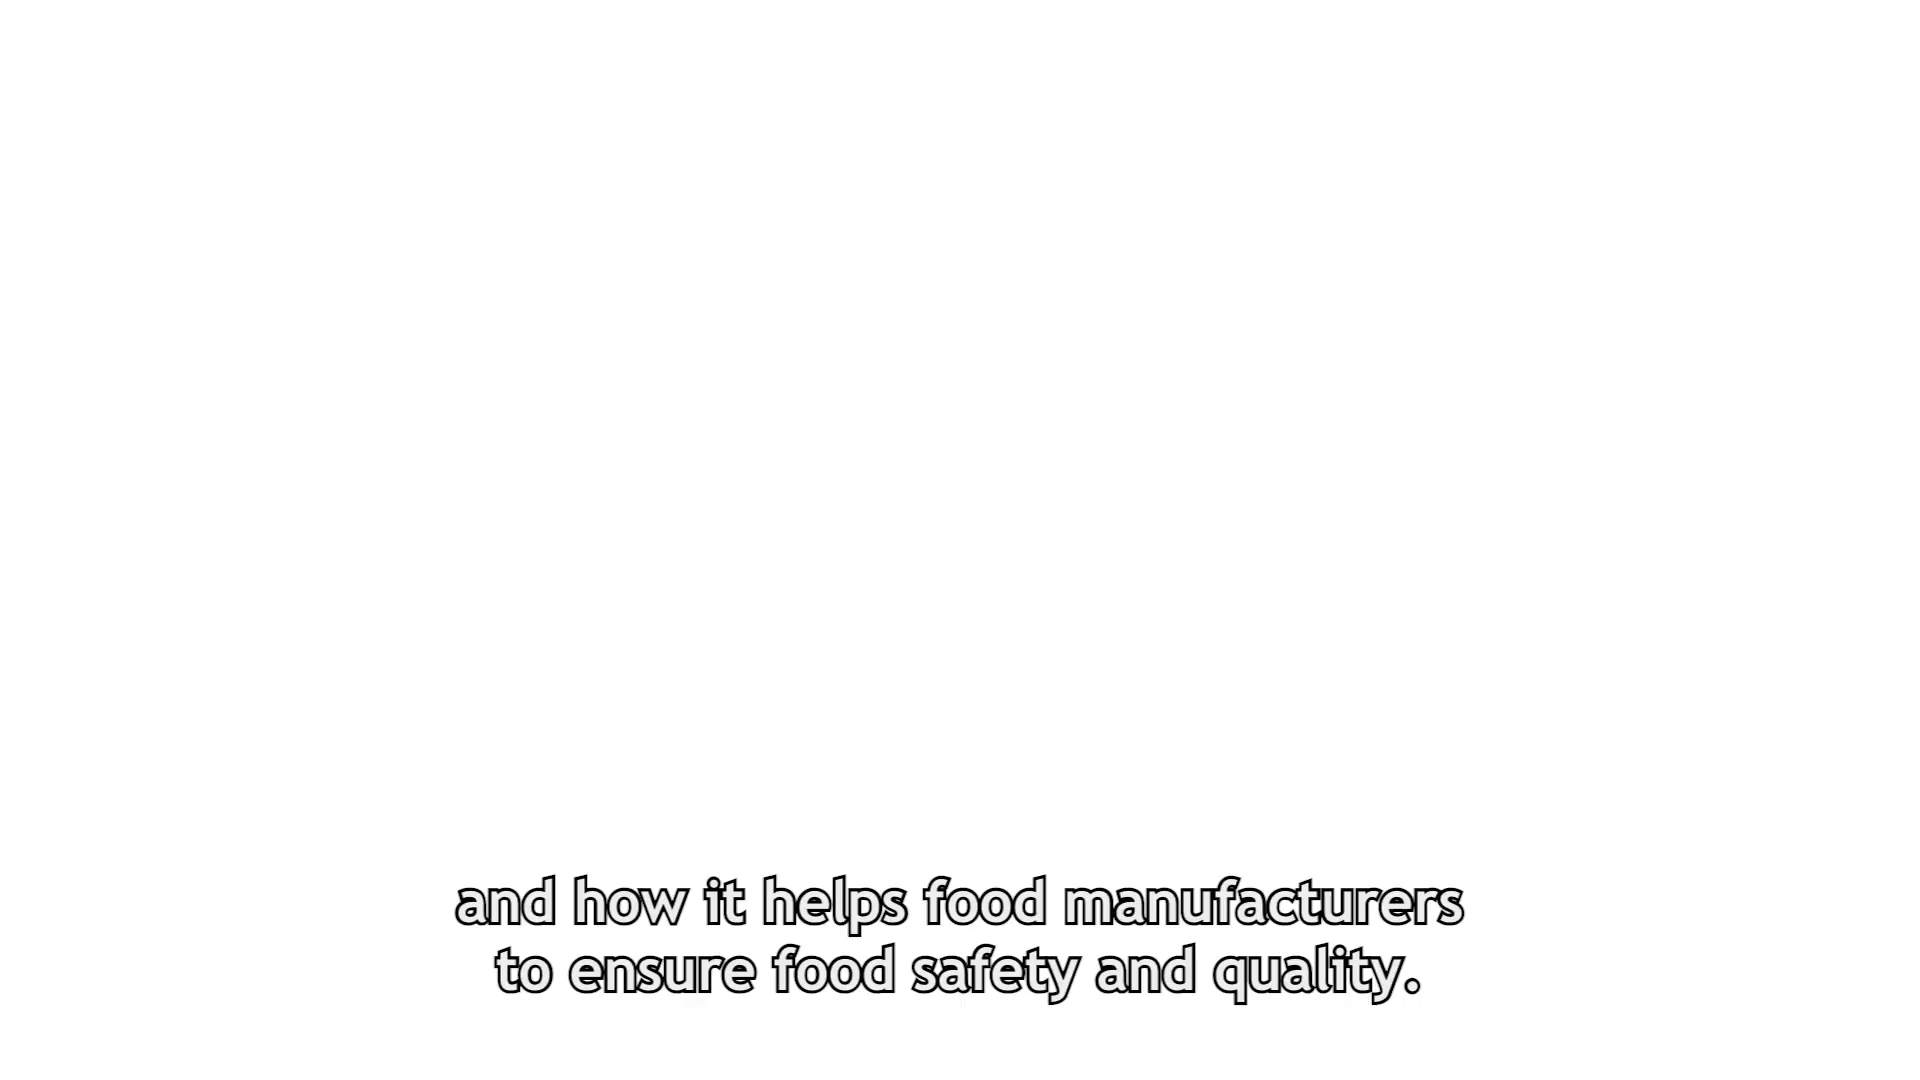 and how it helps food manufacturers
to ensure food safety and quality.